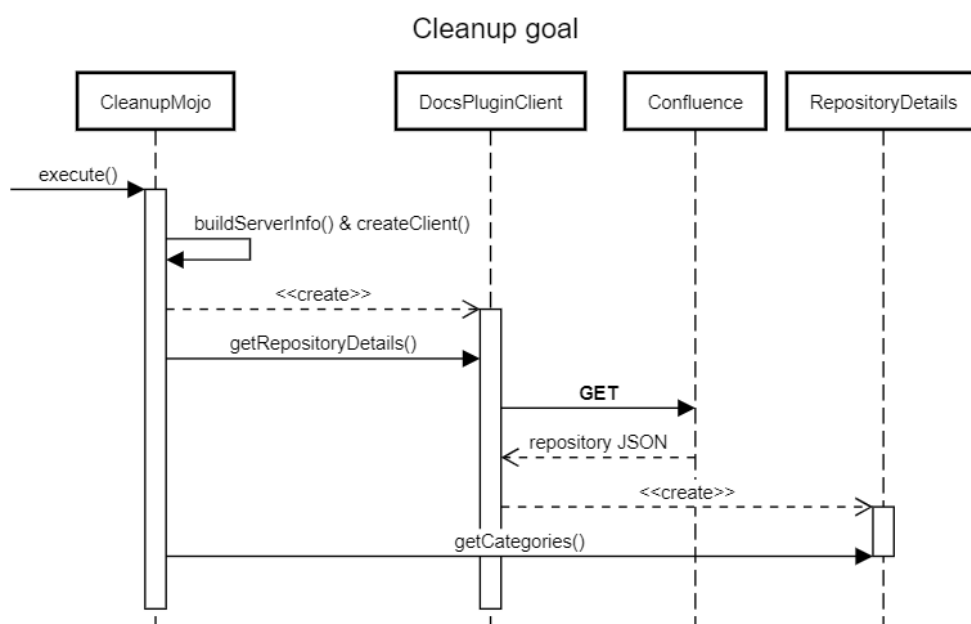 Cleanup goal
CleanupMojo
DocsPluginClient
Confluence
RepositoryDetails
execute()
buildServerInfo() & createClient()
<<create>>
getRepositoryDetails()
GET
repository JSON
<<create>>
getCategories()